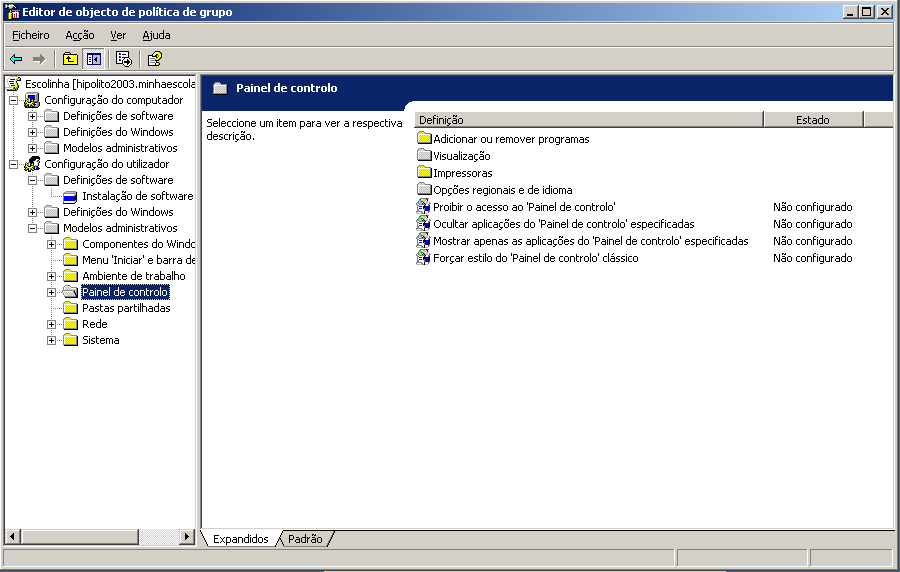 Editor de objecto de política de grupo
Ficheiro Acção Ver Ajuda
Escolinha [hipolito2003.minhaescola
Configuração do computador
Definições de software
Definições do Windows
Modelos administrativos
Configuração do utilizador
Definições de software
Instalação de software
Definições do Windows
Modelos administrativos
Componentes do Windo
Menu 'Iniciar' e barra de
Ambiente de trabalho
Painel de controlo
Pastas partilhadas
Rede
Sistema
Painel de controlo
Seleccione um item para ver a respectiva
descrição.
Definição Estado
Adicionar ou remover programas
Visualização
Impressoras
Opções regionais e de idioma
Proibir o acesso ao 'Painel de controlo' Não configurado
Ocultar aplicações do 'Painel de controlo' especificadas Não configurado
Mostrar apenas as aplicações do 'Painel de controlo' especificadas Não configurado
Forçar estilo do 'Painel de controlo' clássico Não configurado
Expandidos Padrão